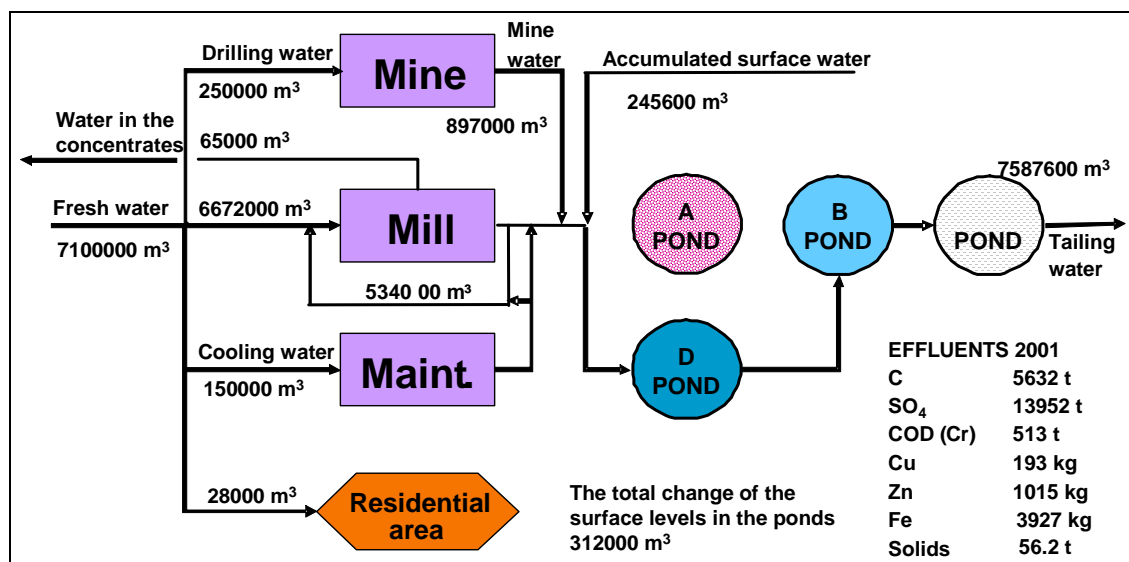 Drilling water
250000 m³
Mine
Mine
water
897000 m³
Accumulated surface water
245600 m³
Water in the
concentrates
65000 m³
Fresh water
7100000 m³
6672000 m³
Mill
5340 00 m³
A
POND
B
POND
POND
7587600 m³
Tailing
water
Cooling water
150000 m³
Maint.
D
POND
28000 m³
Residential
area
The total change of the
surface levels in the ponds
312000 m³
EFFLUENTS 2001
C 5632 t
SO₄ 13952 t
COD (Cr) 513 t
Cu 193 kg
Zn 1015 kg
Fe 3927 kg
Solids 56.2 t